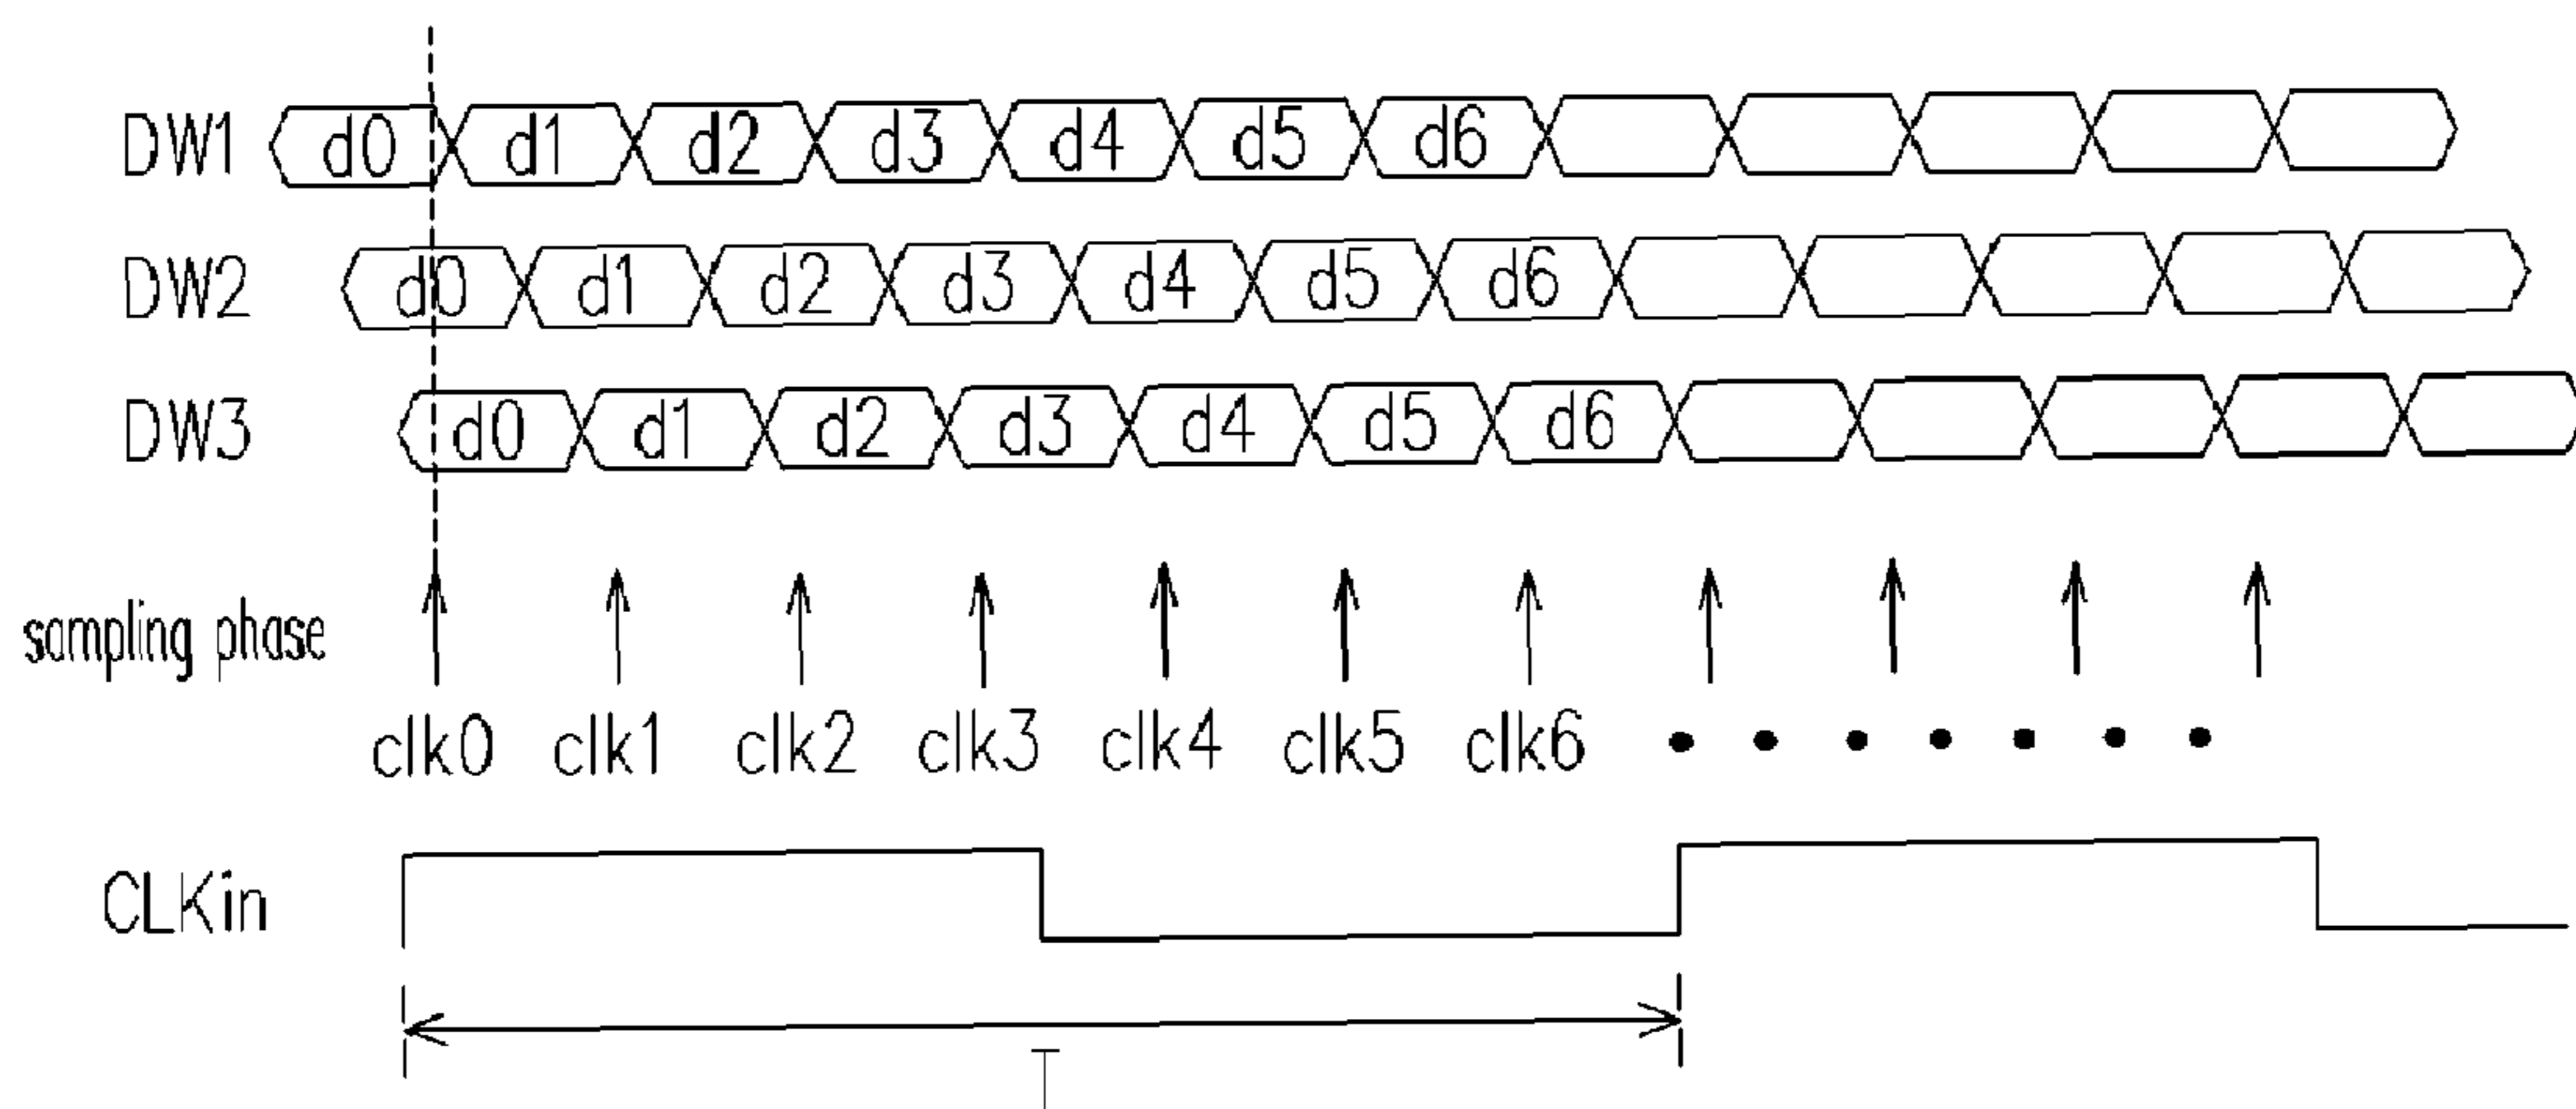 DW1 d0 d1 d2 d3 d4 d5 d6
DW2 d0 d1 d2 d3 d4 d5 d6
DW3 d0 d1 d2 d3 d4 d5 d6
sampling phase
clk0 clk1 clk2 clk3 clk4 clk5 clk6 • • • • • • •
CLKin
T